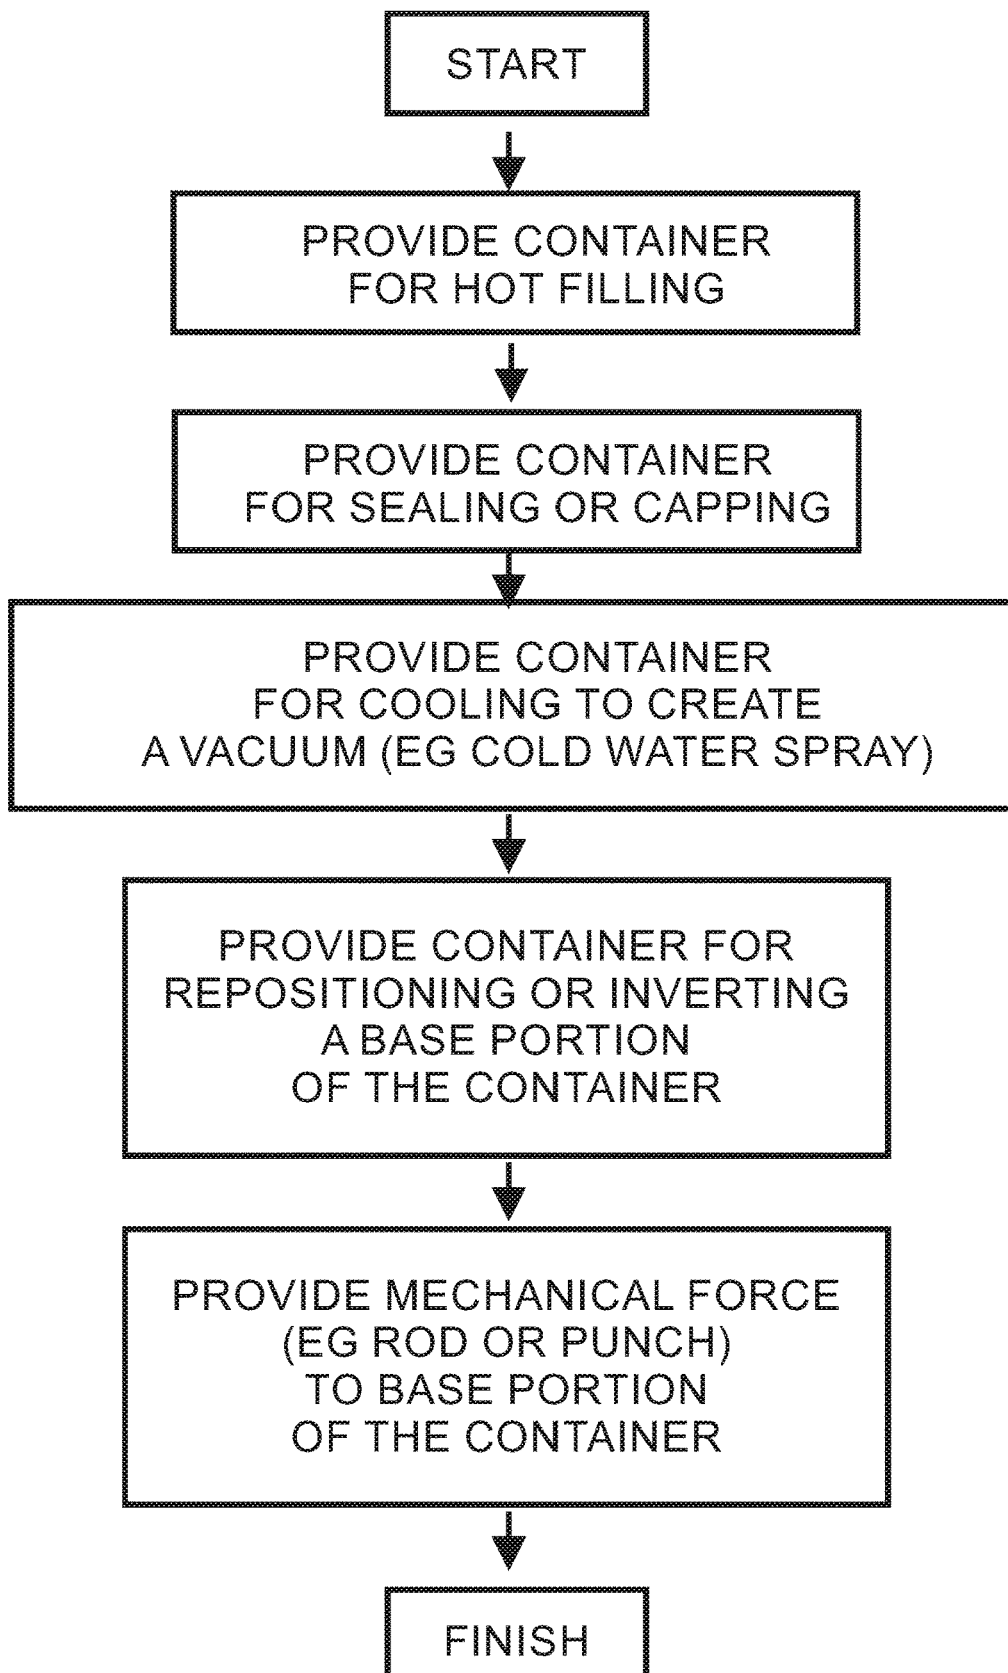 START
PROVIDE CONTAINER
FOR HOT FILLING
PROVIDE CONTAINER
FOR SEALING OR CAPPING
PROVIDE CONTAINER
FOR COOLING TO CREATE
A VACUUM (EG COLD WATER SPRAY)
PROVIDE CONTAINER FOR
REPOSITIONING OR INVERTING
A BASE PORTION
OF THE CONTAINER
PROVIDE MECHANICAL FORCE
(EG ROD OR PUNCH)
TO BASE PORTION
OF THE CONTAINER
FINISH